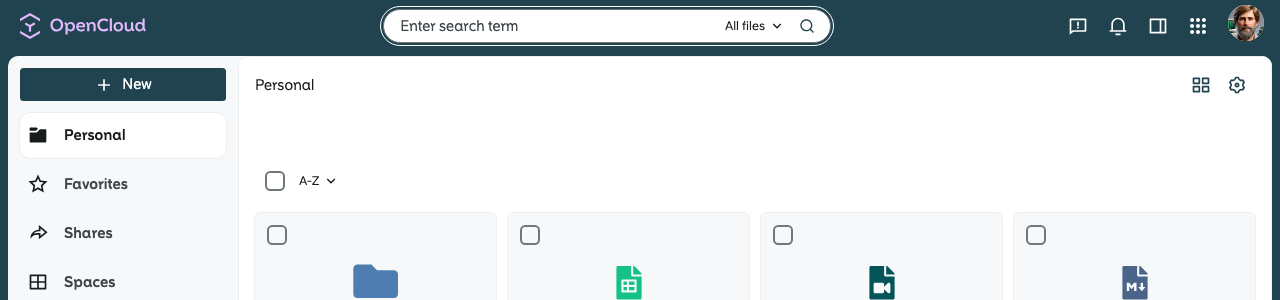 OpenCloud
Enter search term
All files
New
Personal
Personal
Favorites
Shares
Spaces
A-Z
M